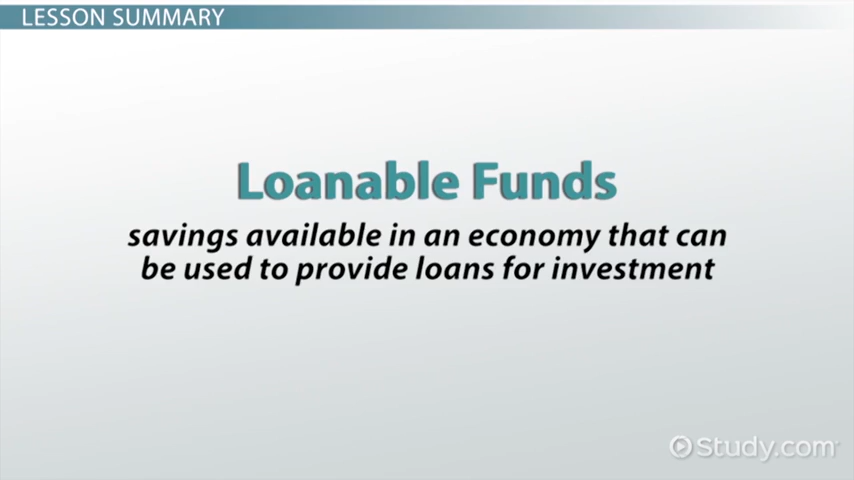 LESSON SUMMARY
Loanable Funds
savings available in an economy that can
be used to provide loans for investment
Study.com